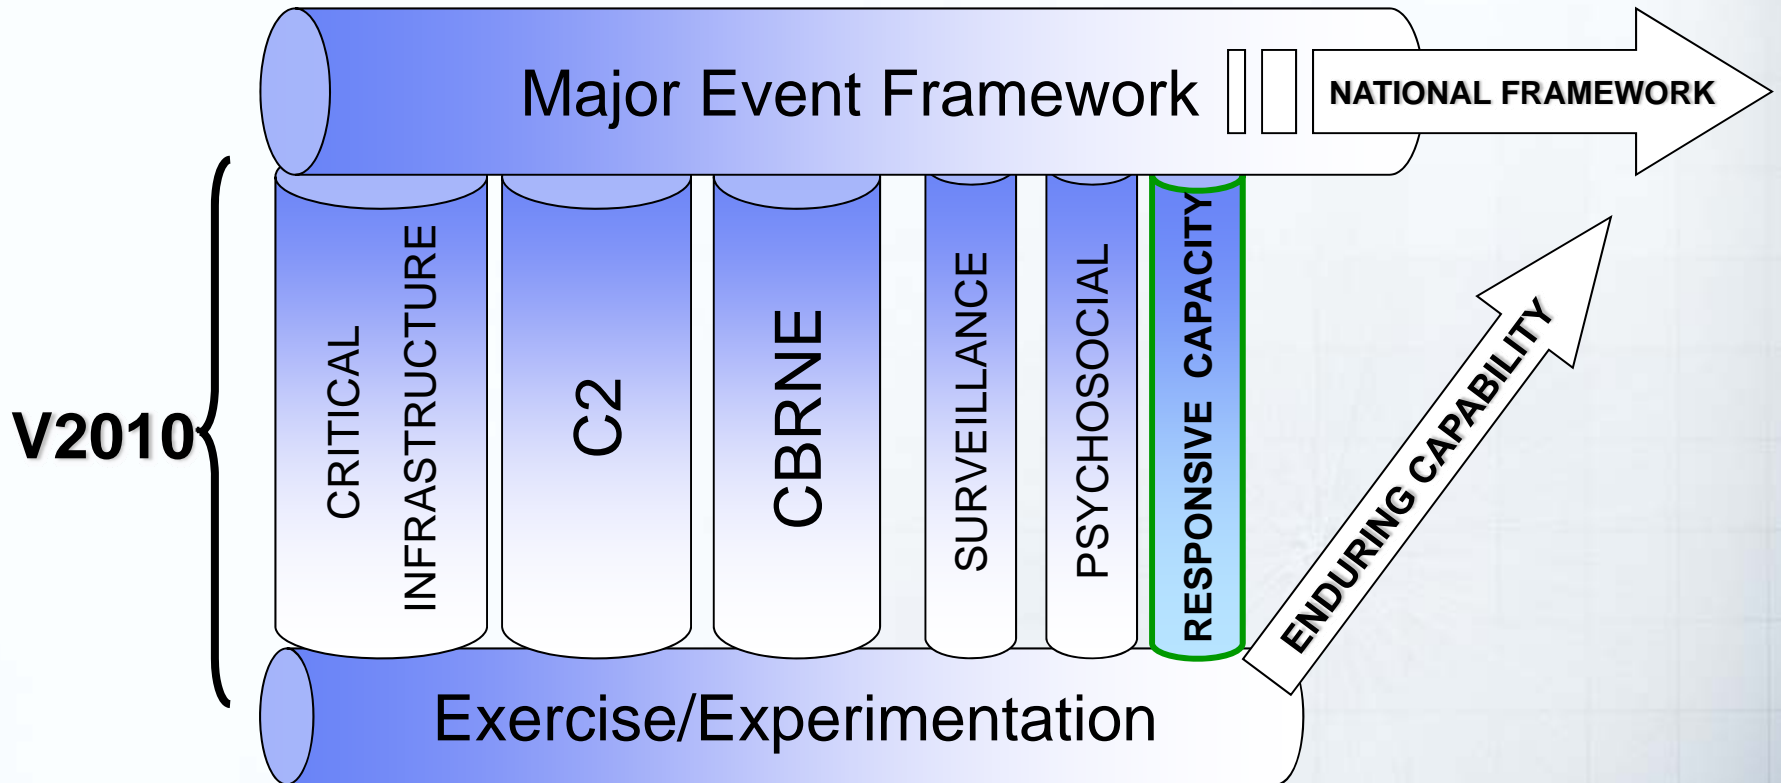 Major Event Framework
NATIONAL FRAMEWORK
V2010
CRITICAL
INFRASTRUCTURE
C2
CBRNE
SURVEILLANCE
PSYCHOSOCIAL
RESPONSIVE CAPACITY
ENDURING CAPABILITY
Exercise/Experimentation